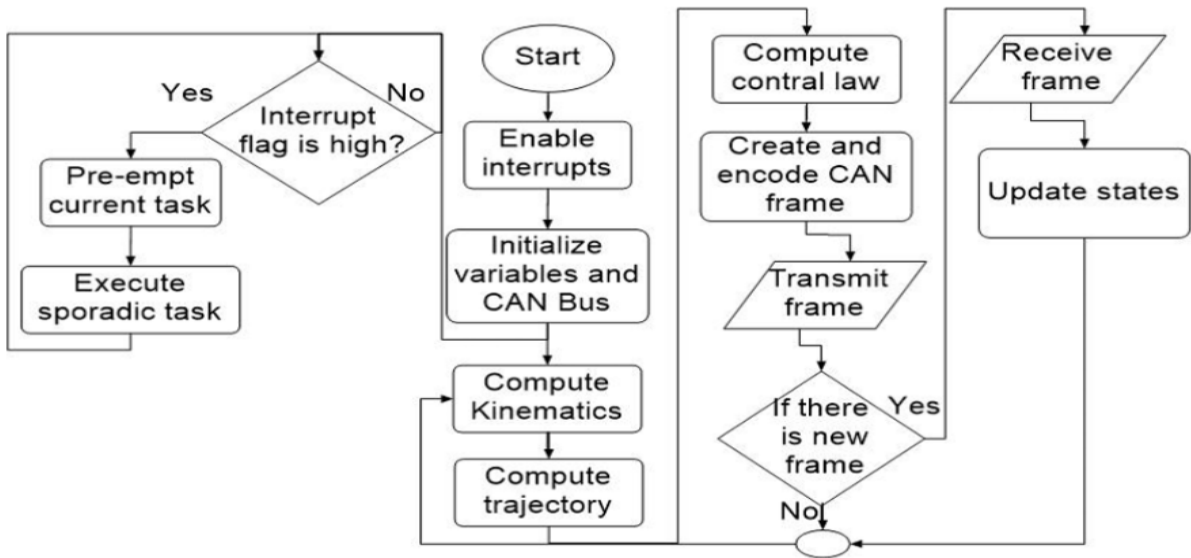 Start
Enable
interrupts
Initialize
variables and
CAN Bus
Yes
No
Interrupt
flag is high?
Pre-empt
current task
Execute
sporadic task
Compute
Kinematics
Compute
trajectory
Compute
contral law
Create and
encode CAN
frame
Transmit
frame
If there
is new
frame
Yes
No
Receive
frame
Update states